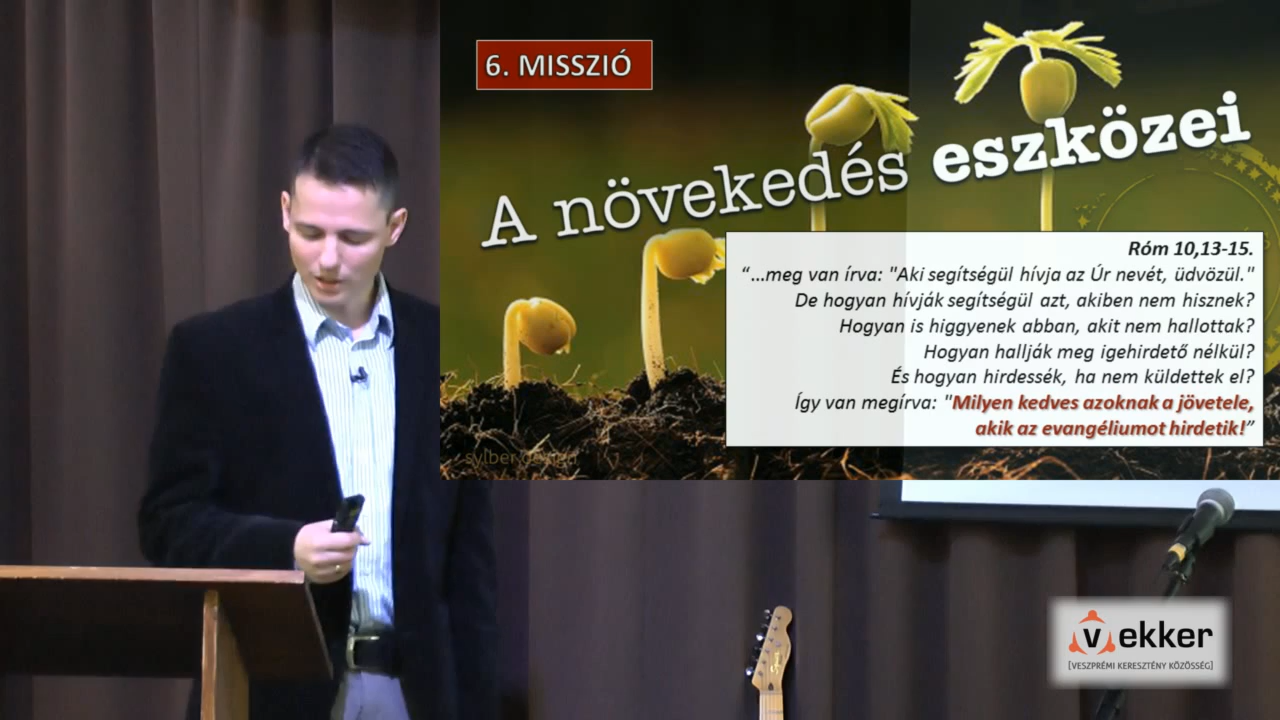 6. MISSZIÓ
A növekedés eszközei
Róm 10,13-15.
“...meg van írva: "Aki segítségül hívja az Úr nevét, üdvözül."
De hogyan hívják segítségül azt, akiben nem hisznek?
Hogyan is higgyenek abban, akit nem hallottak?
Hogyan hallják meg igehirdető nélkül?
És hogyan hirdessék, ha nem küldettek el?
Így van megírva: "Milyen kedves azoknak a jövetele,
akik az evangéliumot hirdetik!”
vekker
[VESZPRÉMI KERESZTÉNY KÖZÖSSÉG]